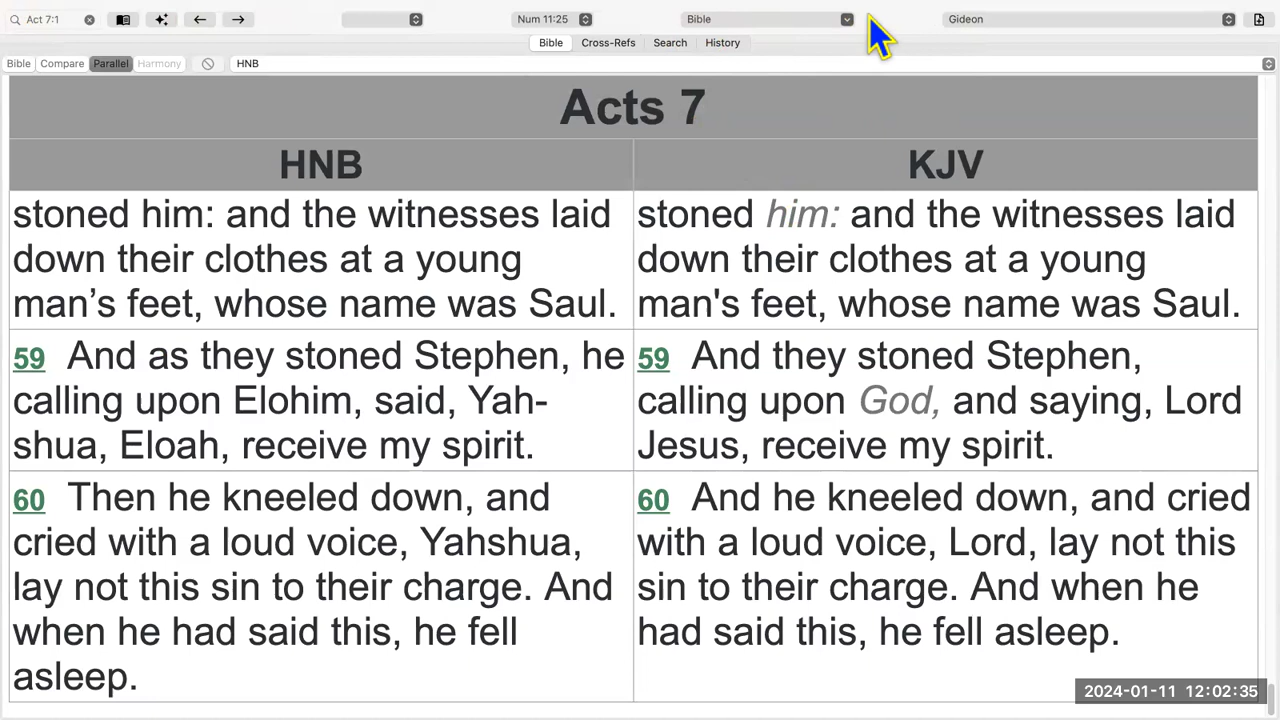 Act 7:1 Num 11:25 Bible Gideon
Bible Cross-Refs Search History
Bible Compare Parallel Harmony HNB
Acts 7
HNB
stoned him: and the witnesses laid
down their clothes at a young
man’s feet, whose name was Saul.
59 And as they stoned Stephen, he
calling upon Elohim, said, Yah-
shua, Eloah, receive my spirit.
60 Then he kneeled down, and
cried with a loud voice, Yahshua,
lay not this sin to their charge. And
when he had said this, he fell
asleep.
KJV
stoned him: and the witnesses laid
down their clothes at a young
man's feet, whose name was Saul.
59 And they stoned Stephen,
calling upon God, and saying, Lord
Jesus, receive my spirit.
60 And he kneeled down, and cried
with a loud voice, Lord, lay not this
sin to their charge. And when he
had said this, he fell asleep.
2024-01-11 12:02:35